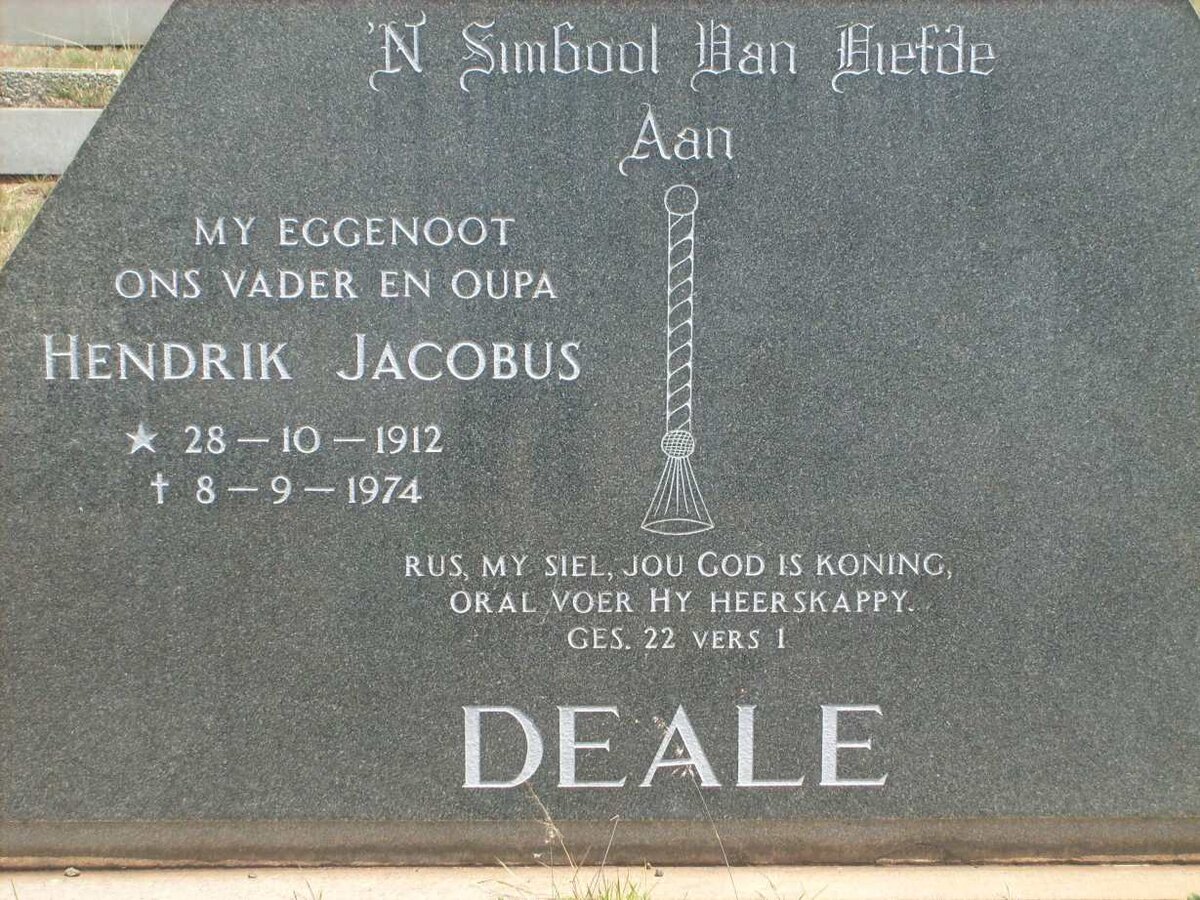 'N Simbool Van Liefde
Aan
MY EGGENOOT
ONS VADER EN OUPA
HENDRIK JACOBUS
★ 28 – 10 – 1912
† 8 – 9 – 1974
RUS, MY SIEL, JOU GOD IS KONING,
ORAL VOER HY HEERSKAPPY.
GES. 22 VERS 1
DEALE